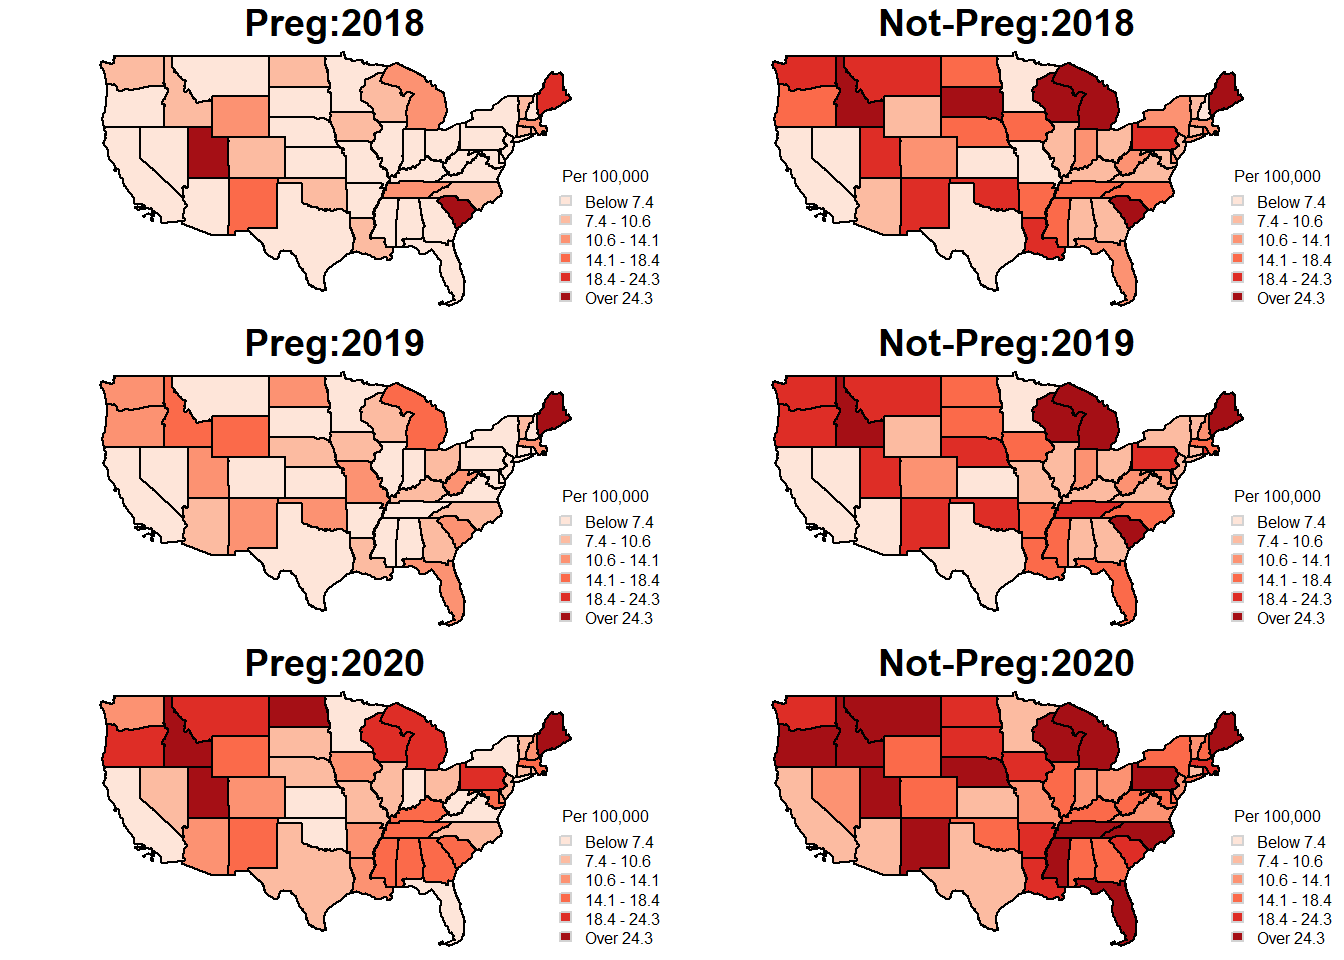 Preg:2018
Per 100,000
Below 7.4
7.4 - 10.6
10.6 - 14.1
14.1 - 18.4
18.4 - 24.3
Over 24.3
Not-Preg:2018
Per 100,000
Below 7.4
7.4 - 10.6
10.6 - 14.1
14.1 - 18.4
18.4 - 24.3
Over 24.3
Preg:2019
Per 100,000
Below 7.4
7.4 - 10.6
10.6 - 14.1
14.1 - 18.4
18.4 - 24.3
Over 24.3
Not-Preg:2019
Per 100,000
Below 7.4
7.4 - 10.6
10.6 - 14.1
14.1 - 18.4
18.4 - 24.3
Over 24.3
Preg:2020
Per 100,000
Below 7.4
7.4 - 10.6
10.6 - 14.1
14.1 - 18.4
18.4 - 24.3
Over 24.3
Not-Preg:2020
Per 100,000
Below 7.4
7.4 - 10.6
10.6 - 14.1
14.1 - 18.4
18.4 - 24.3
Over 24.3